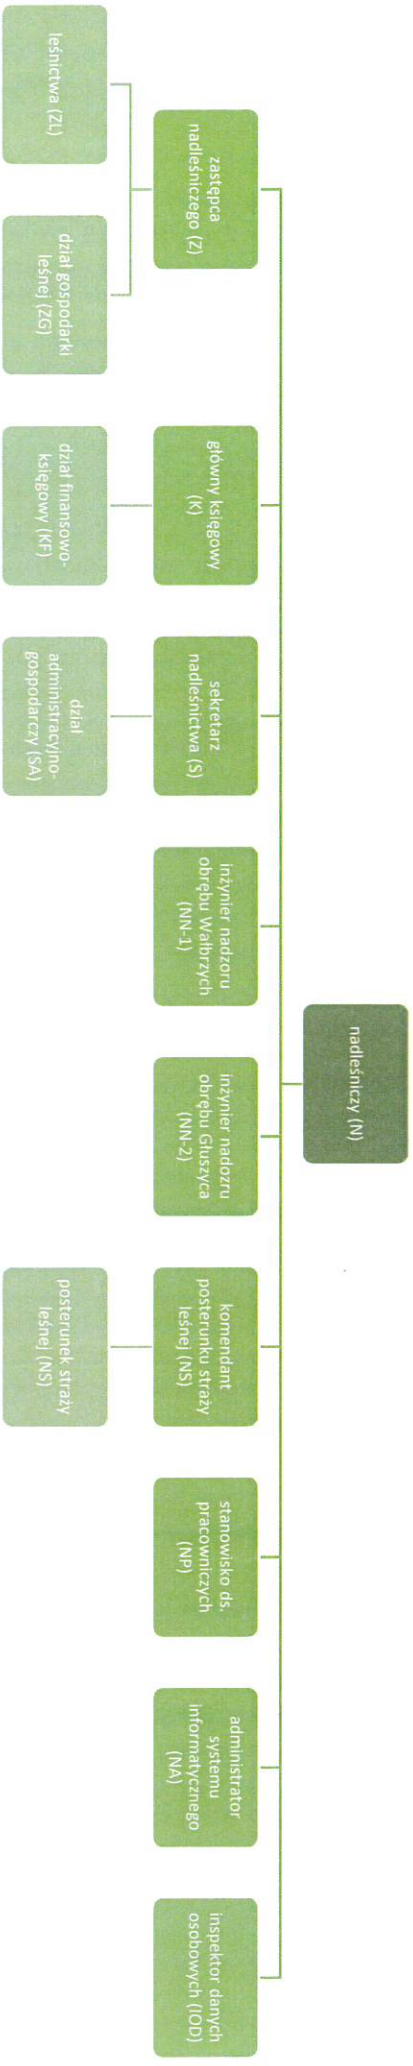 nadleśniczy (N)
zastępca
nadleśniczego (Z)
główny księgowy
(K)
sekretarz
nadleśnictwa (S)
inżynier nadzoru
obrębu Wałbrzych
(NN-1)
inżynier nadozru
obrębu Głuszyca
(NN-2)
komendant
posterunku straży
leśnej (NS)
stanowisko ds.
pracowniczych
(NP)
administrator
systemu
informatycznego
(NA)
inspektor danych
osobowych (IOD)
leśnictwa (ZL)
dział gospodarki
leśnej (ZG)
dział finansowo-
księgowy (KF)
dział
administracyjno-
gospodarczy (SA)
posterunek straży
leśnej (NS)